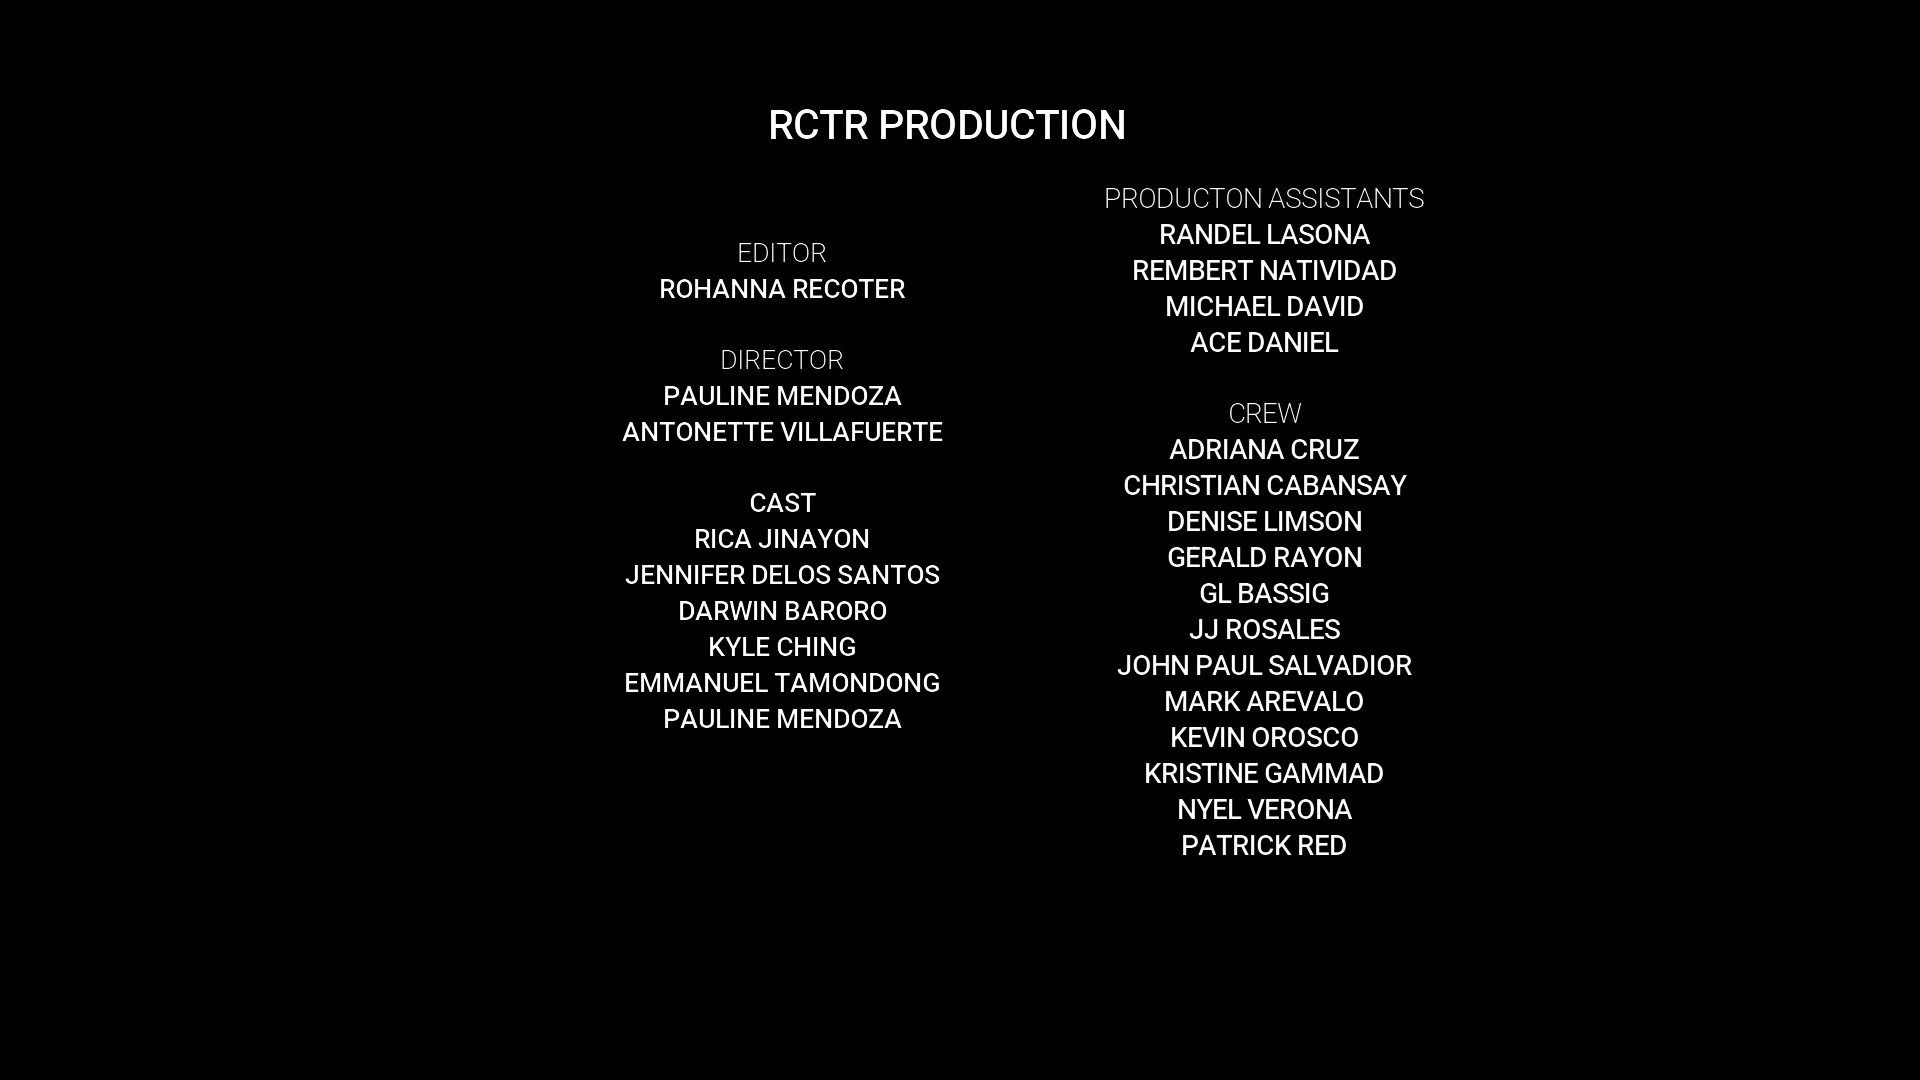 RCTR PRODUCTION
EDITOR
ROHANNA RECOTER
DIRECTOR
PAULINE MENDOZA
ANTONETTE VILLAFUERTE
CAST
RICA JINAYON
JENNIFER DELOS SANTOS
DARWIN BARORO
KYLE CHING
EMMANUEL TAMONDONG
PAULINE MENDOZA
PRODUCTON ASSISTANTS
RANDEL LASONA
REMBERT NATIVIDAD
MICHAEL DAVID
ACE DANIEL
CREW
ADRIANA CRUZ
CHRISTIAN CABANSAY
DENISE LIMSON
GERALD RAYON
GL BASSIG
JJ ROSALES
JOHN PAUL SALVADIOR
MARK AREVALO
KEVIN OROSCO
KRISTINE GAMMAD
NYEL VERONA
PATRICK RED